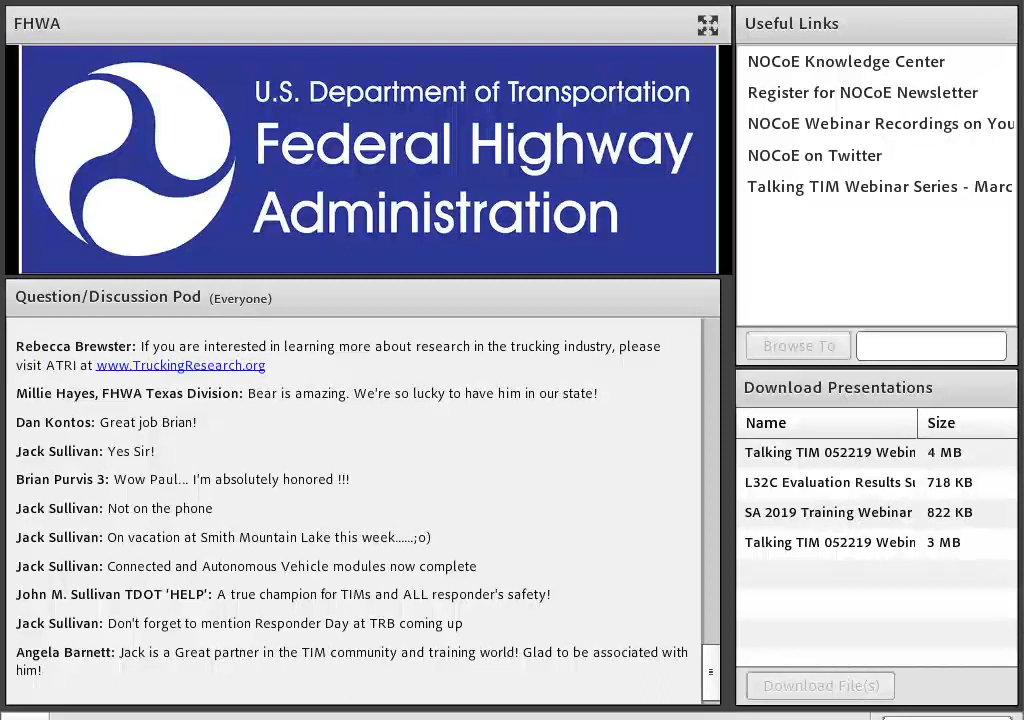 FHWA
U.S. Department of Transportation
Federal Highway
Administration
Question/Discussion Pod (Everyone)
Rebecca Brewster: If you are interested in learning more about research in the trucking industry, please
visit ATRI at www.TruckingResearch.org
Millie Hayes, FHWA Texas Division: Bear is amazing. We're so lucky to have him in our state!
Dan Kontos: Great job Brian!
Jack Sullivan: Yes Sir!
Brian Purvis 3: Wow Paul... I'm absolutely honored !!!
Jack Sullivan: Not on the phone
Jack Sullivan: On vacation at Smith Mountain Lake this week......;o)
Jack Sullivan: Connected and Autonomous Vehicle modules now complete
John M. Sullivan TDOT 'HELP': A true champion for TIMs and ALL responder's safety!
Jack Sullivan: Don't forget to mention Responder Day at TRB coming up
Angela Barnett: Jack is a Great partner in the TIM community and training world! Glad to be associated with
him!
Useful Links
NOCoE Knowledge Center
Register for NOCoE Newsletter
NOCoE Webinar Recordings on You
NOCoE on Twitter
Talking TIM Webinar Series - Marc
Browse To
Download Presentations
Name Size
Talking TIM 052219 Webin 4 MB
L32C Evaluation Results Su 718 KB
SA 2019 Training Webinar 822 KB
Talking TIM 052219 Webin 3 MB
Download File(s)